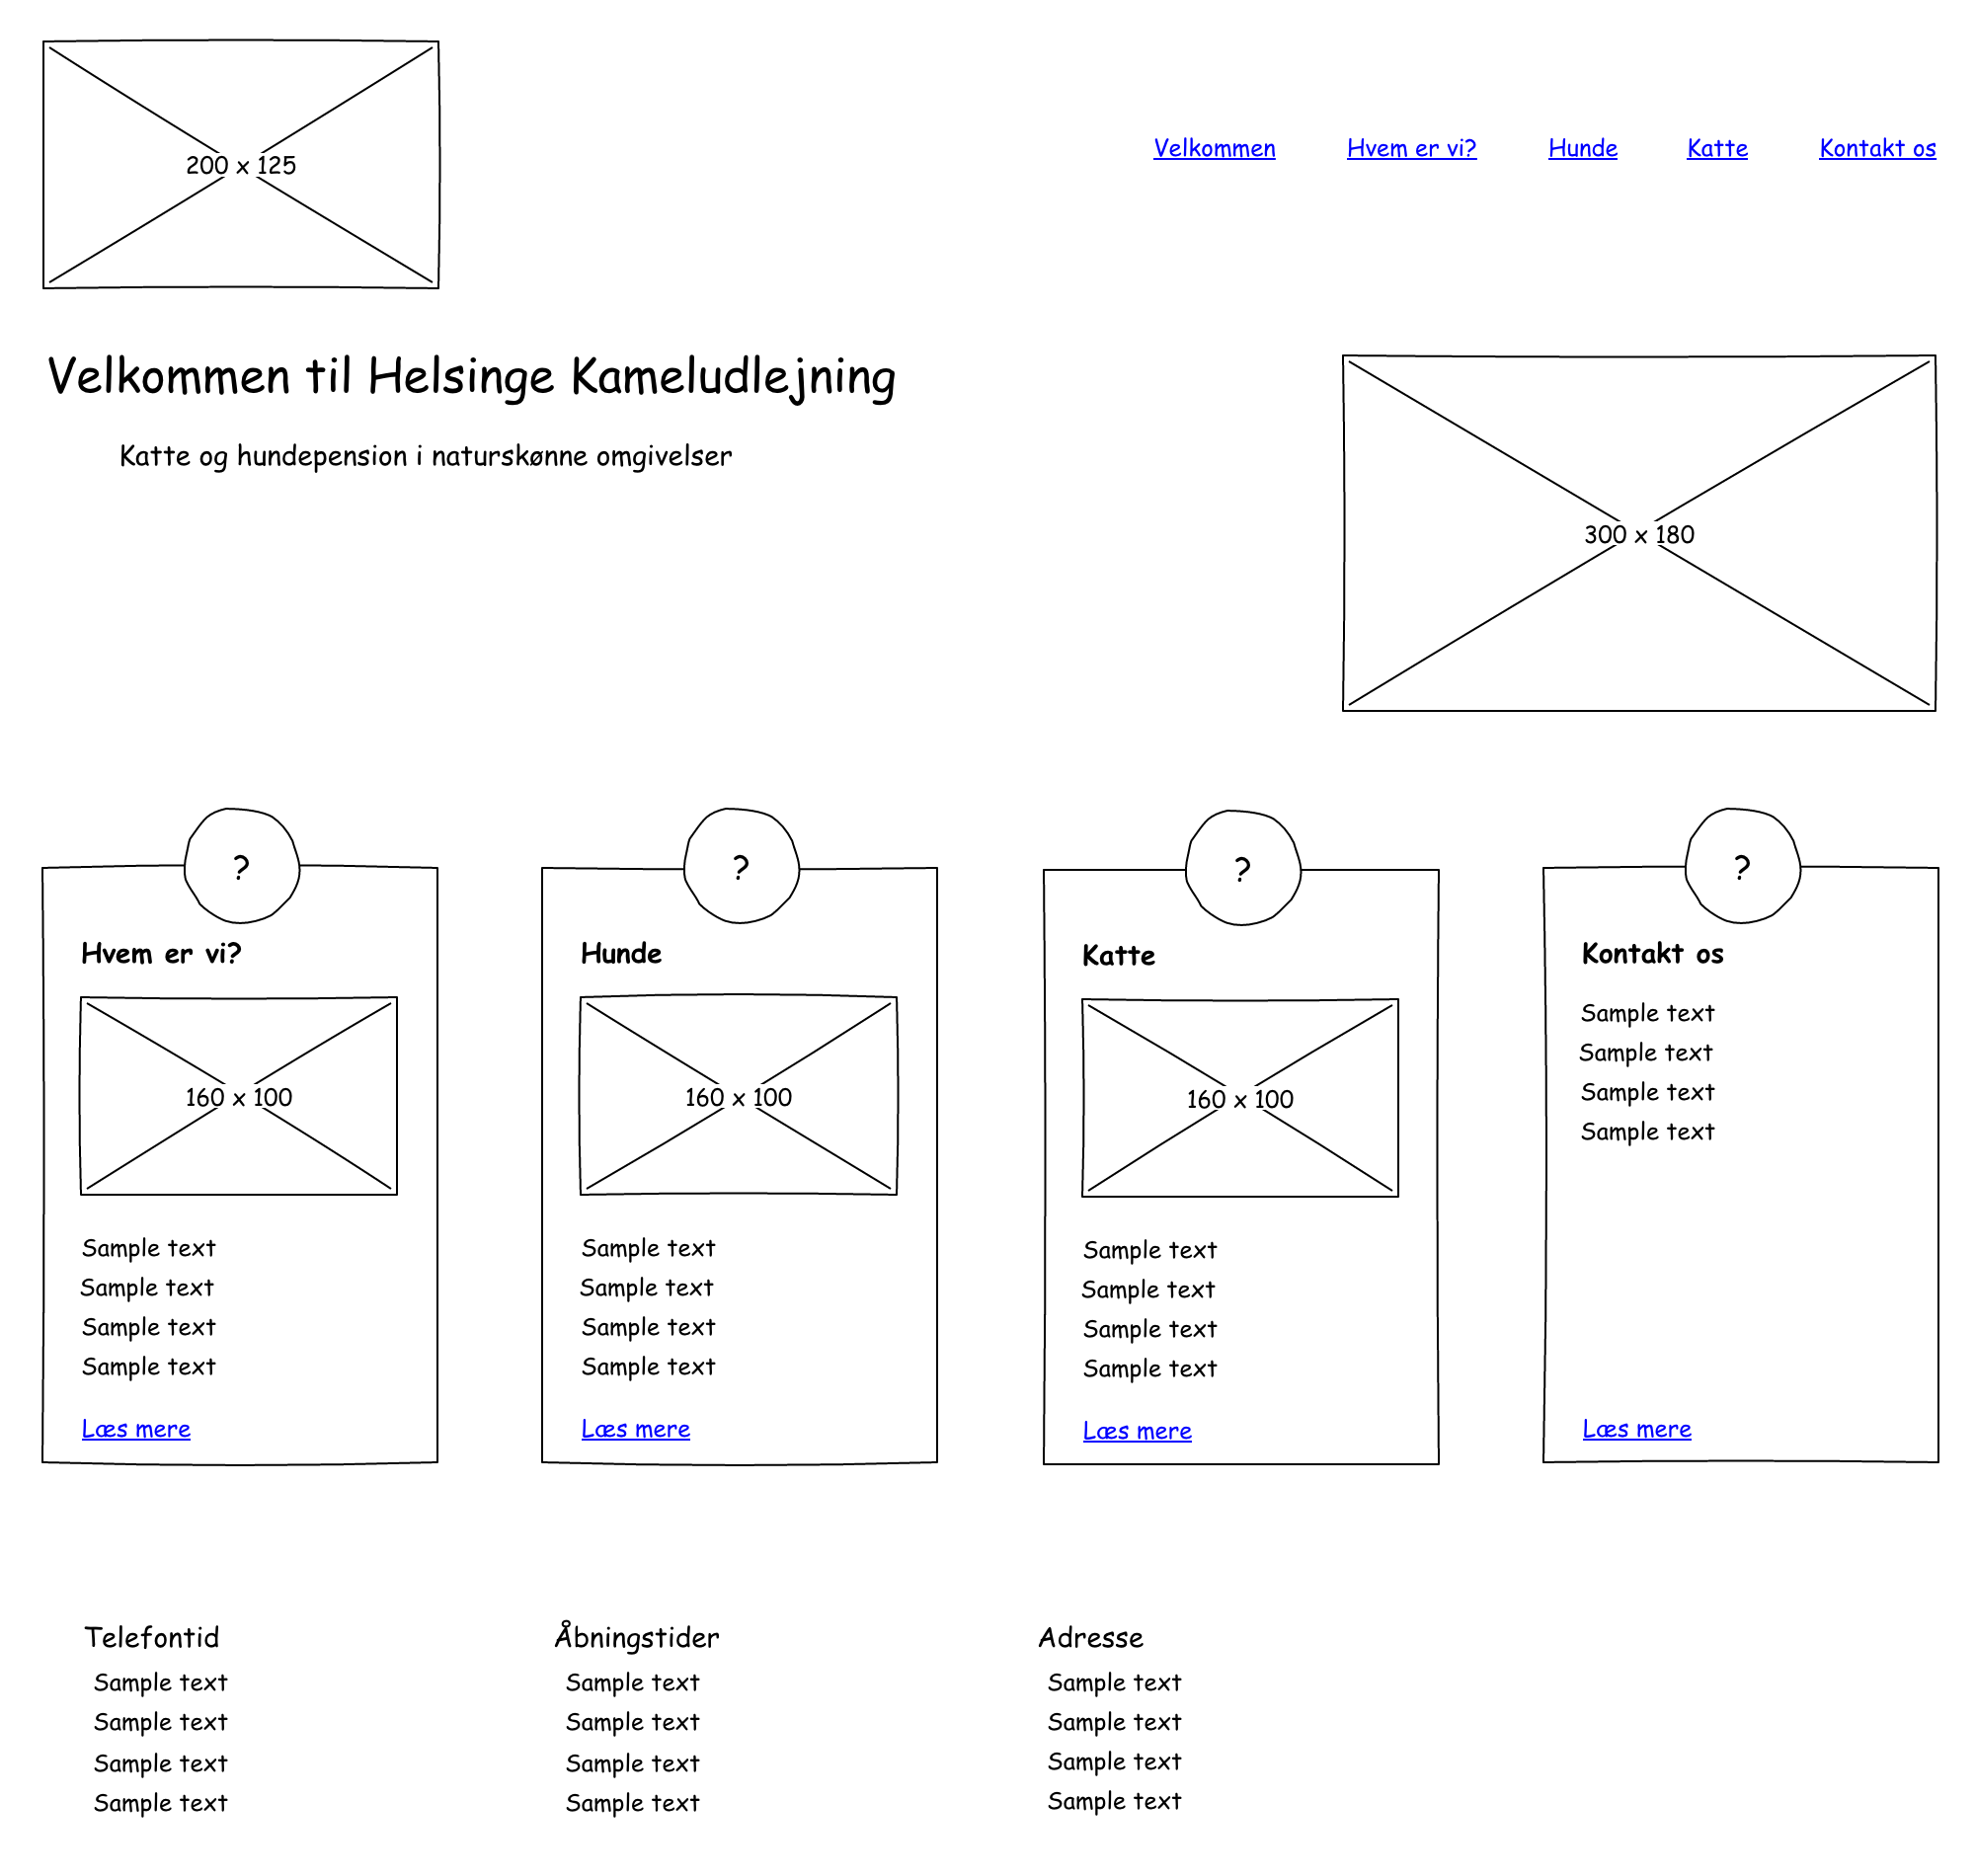 200 x 125
Velkommen
Hvem er vi?
Hunde
Katte
Kontakt os
Velkommen til Helsinge Kameludlejning
Katte og hundepension i naturskønne omgivelser
300 x 180
?
Hvem er vi?
160 x 100
Sample text
Sample text
Sample text
Sample text
Læs mere
?
Hunde
160 x 100
Sample text
Sample text
Sample text
Sample text
Læs mere
?
Katte
160 x 100
Sample text
Sample text
Sample text
Sample text
Læs mere
?
Kontakt os
Sample text
Sample text
Sample text
Sample text
Læs mere
Telefontid
Sample text
Sample text
Sample text
Sample text
Åbningstider
Sample text
Sample text
Sample text
Sample text
Adresse
Sample text
Sample text
Sample text
Sample text